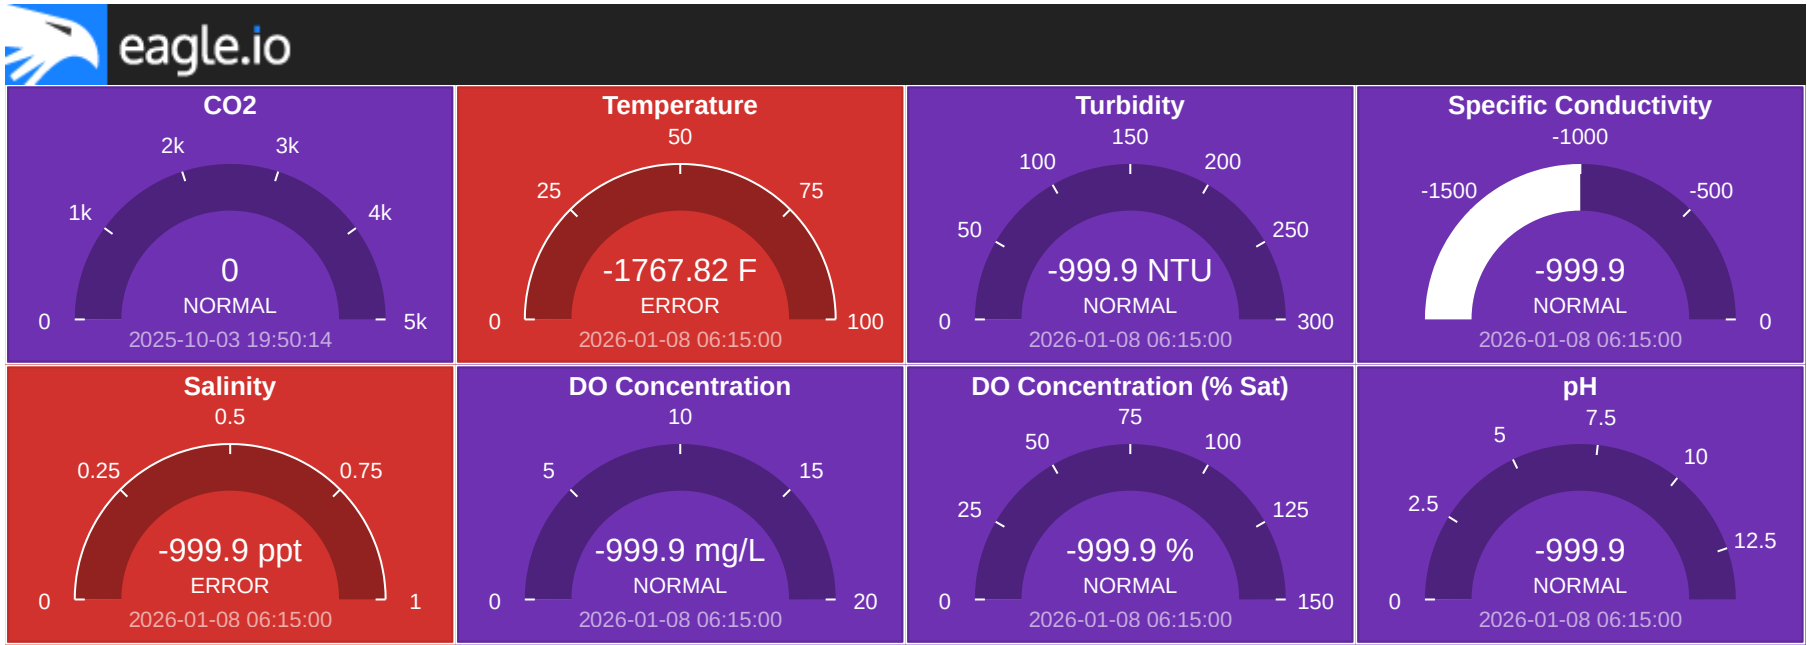 eagle.io
CO2
2k
3k
1k
4k
0
NORMAL
0
5k
2025-10-03 19:50:14
Temperature
50
25
75
-1767.82 F
ERROR
0
100
2026-01-08 06:15:00
Turbidity
150
100
200
50
250
-999.9 NTU
NORMAL
0
300
2026-01-08 06:15:00
Specific Conductivity
-1000
-1500
-500
-999.9
NORMAL
0
2026-01-08 06:15:00
Salinity
0.5
0.25
0.75
-999.9 ppt
ERROR
0
1
2026-01-08 06:15:00
DO Concentration
10
5
15
-999.9 mg/L
NORMAL
0
20
2026-01-08 06:15:00
DO Concentration (% Sat)
75
50
100
25
125
-999.9 %
NORMAL
0
150
2026-01-08 06:15:00
pH
7.5
5
10
2.5
12.5
-999.9
NORMAL
0
2026-01-08 06:15:00